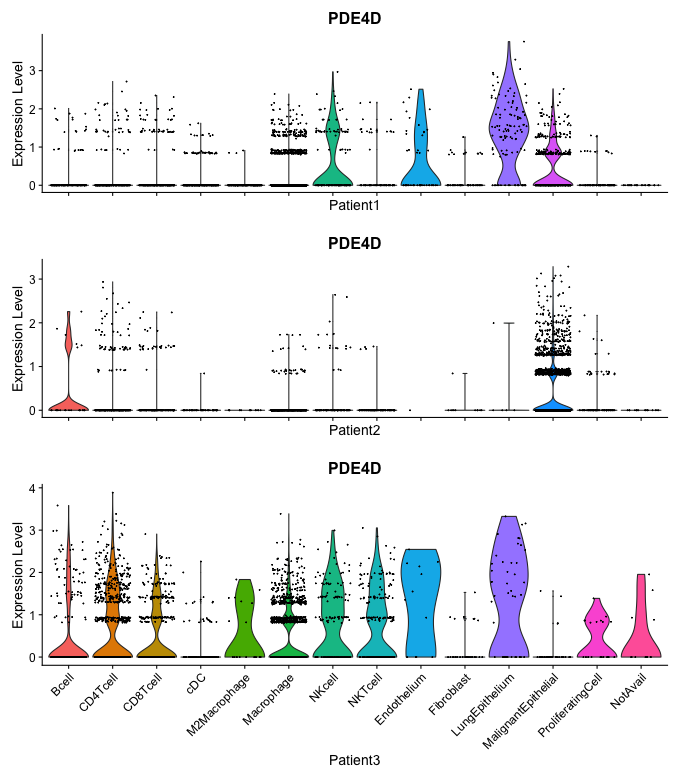 PDE4D
Expression Level
3
2
1
0
Patient1
PDE4D
Expression Level
3
2
1
0
Patient2
PDE4D
Expression Level
4
3
2
1
0
Bcell
CD4Tcell
CD8Tcell
cDC
M2Macrophage
Macrophage
NKcell
NKTcell
Endothelium
Fibroblast
LungEpithelium
MalignantEpithelial
ProliferatingCell
NotAvail
Patient3